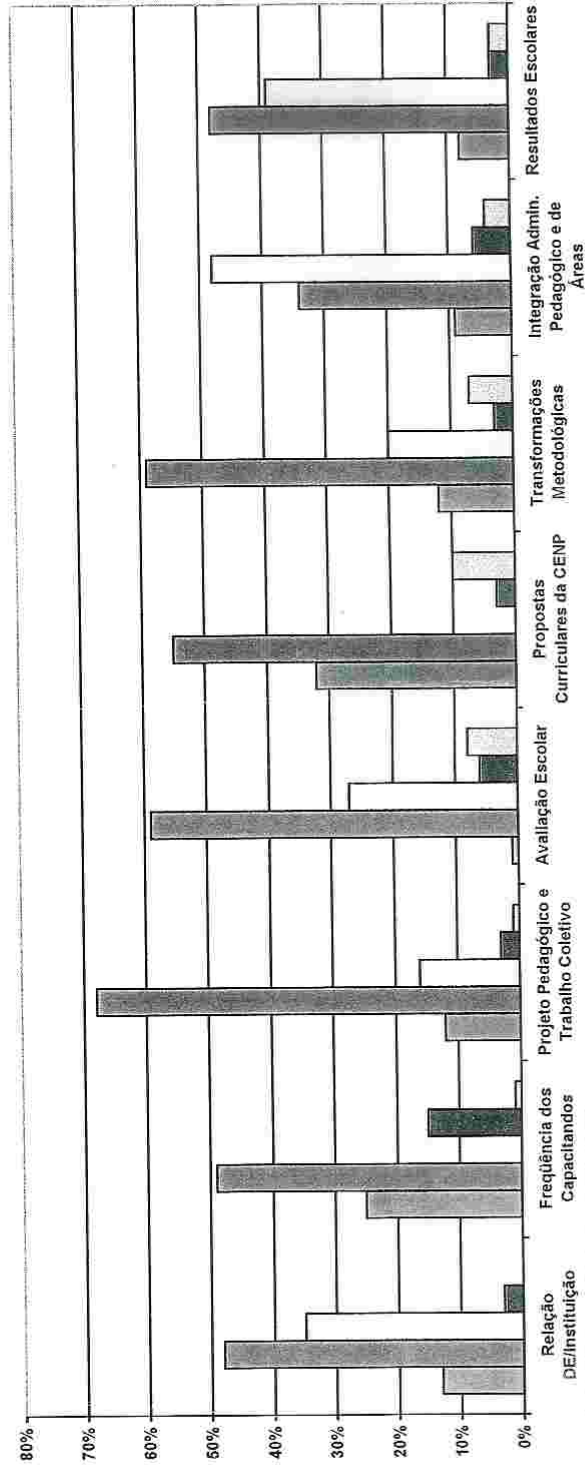 80%
70%
60%
50%
40%
30%
20%
10%
0%
Relação
DE/Instituição
Freqüência dos
Capacitandos
Projeto Pedagógico e
Trabalho Coletivo
Avaliação Escolar
Propostas
Curriculares da CENP
Transformações
Metodológicas
Integração Admin.
Pedagógico e de
Áreas
Resultados Escolares